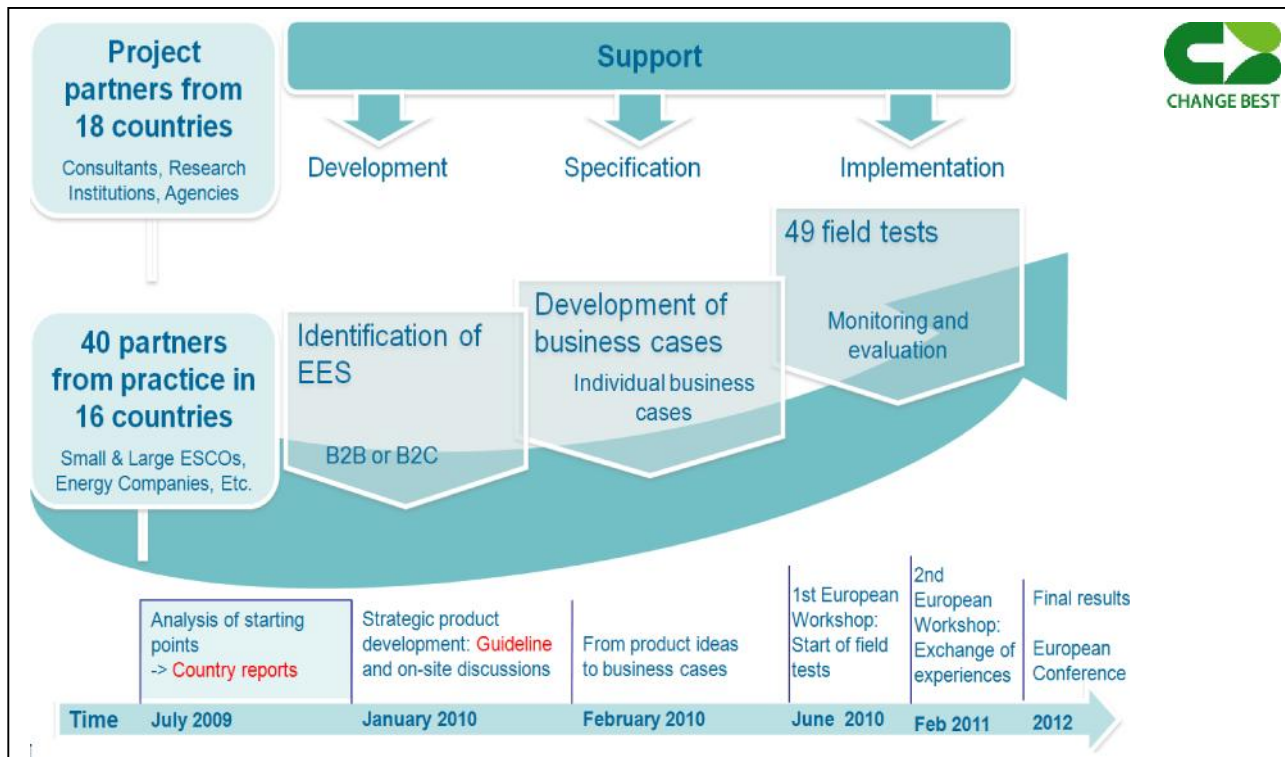 Project
partners from
18 countries
Consultants, Research
Institutions, Agencies
Support
CHANGE BEST
Development
Specification
Implementation
40 partners
from practice in
16 countries
Small & Large ESCOs,
Energy Companies, Etc.
Identification of
EES
B2B or B2C
Development of
business cases
Individual business
cases
49 field tests
Monitoring and
evaluation
Analysis of starting
points
-> Country reports
Strategic product
development: Guideline
and on-site discussions
From product ideas
to business cases
1st European
Workshop:
Start of field
tests
2nd
European
Workshop:
Exchange of
experiences
Final results
European
Conference
Time
July 2009
January 2010
February 2010
June 2010
Feb 2011
2012